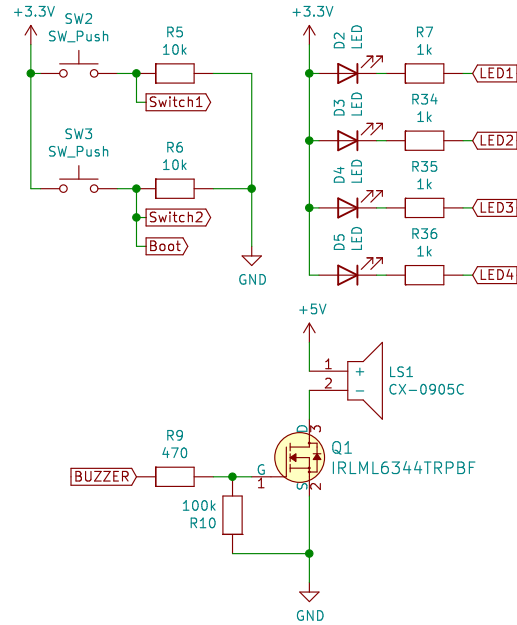 +3.3V
SW2
SW_Push
R5
10k
Switch1
SW3
SW_Push
R6
10k
Switch2
Boot
GND
+3.3V
D2
LED
R7
1k
LED1
D3
LED
R34
1k
LED2
D4
LED
R35
1k
LED3
D5
LED
R36
1k
LED4
+5V
1
+
2
-
LS1
CX-0905C
D
3
Q1
IRLML6344TRPBF
G
1
S
2
R9
470
BUZZER
100k
R10
GND